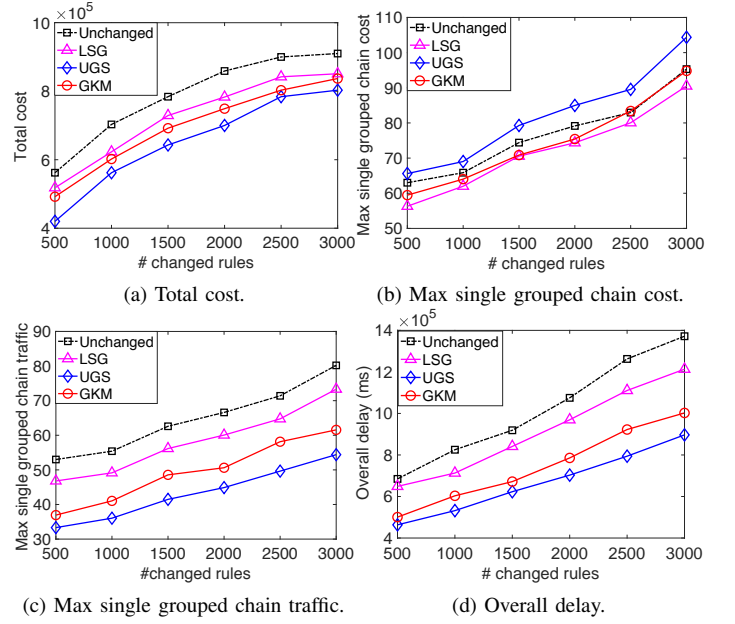 ×10⁵
Unchanged
LSG
UGS
GKM
10
8
6
4
Total cost
500 1000 1500 2000 2500 3000
# changed rules
(a) Total cost.
110
Unchanged
LSG
UGS
GKM
100
90
80
70
60
50
Max single grouped chain cost
500 1000 1500 2000 2500 3000
# changed rules
(b) Max single grouped chain cost.
90
Unchanged
LSG
UGS
GKM
80
70
60
50
40
30
Max single grouped chain traffic
500 1000 1500 2000 2500 3000
#changed rules
(c) Max single grouped chain traffic.
×10⁵
Unchanged
LSG
UGS
GKM
14
12
10
8
6
4
Overall delay (ms)
500 1000 1500 2000 2500 3000
# changed rules
(d) Overall delay.